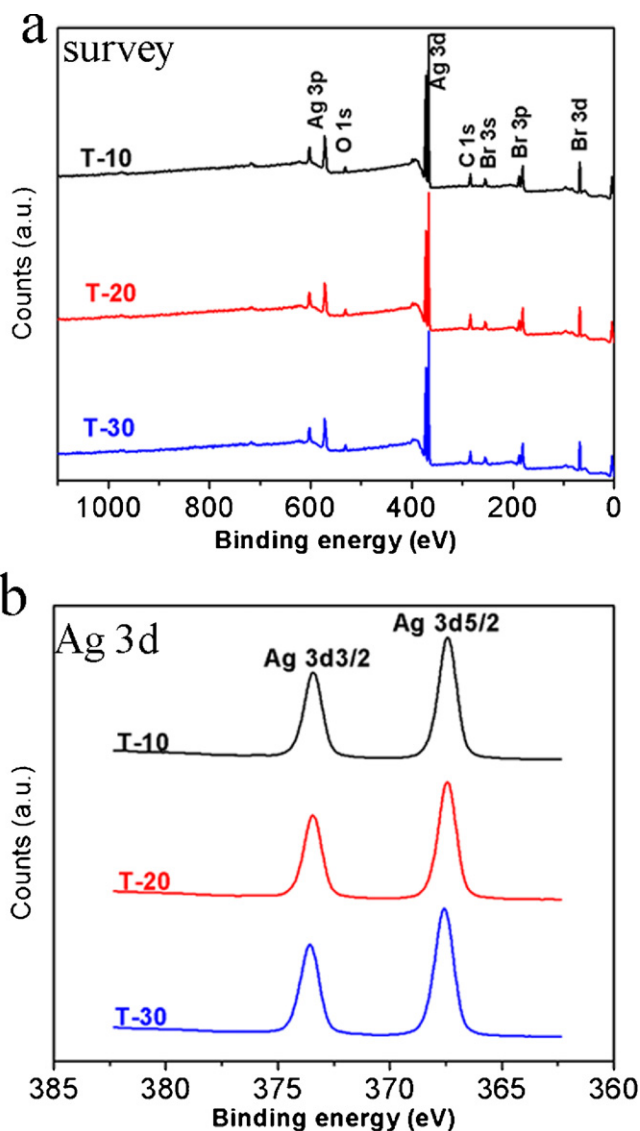 a
survey
Ag 3p
O 1s
Ag 3d
C 1s
Br 3s
Br 3p
Br 3d
T-10
T-20
T-30
Counts (a.u.)
1000 800 600 400 200 0
Binding energy (eV)
b
Ag 3d
Ag 3d3/2
Ag 3d5/2
T-10
T-20
T-30
Counts (a.u.)
385 380 375 370 365 360
Binding energy (eV)